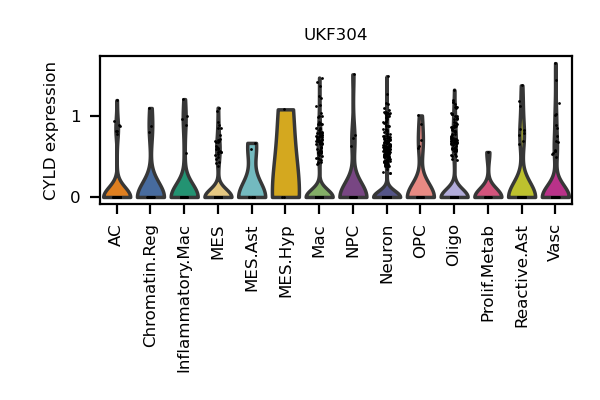 UKF304
CYLD expression
1
0
AC
Chromatin.Reg
Inflammatory.Mac
MES
MES.Ast
MES.Hyp
Mac
NPC
Neuron
OPC
Oligo
Prolif.Metab
Reactive.Ast
Vasc